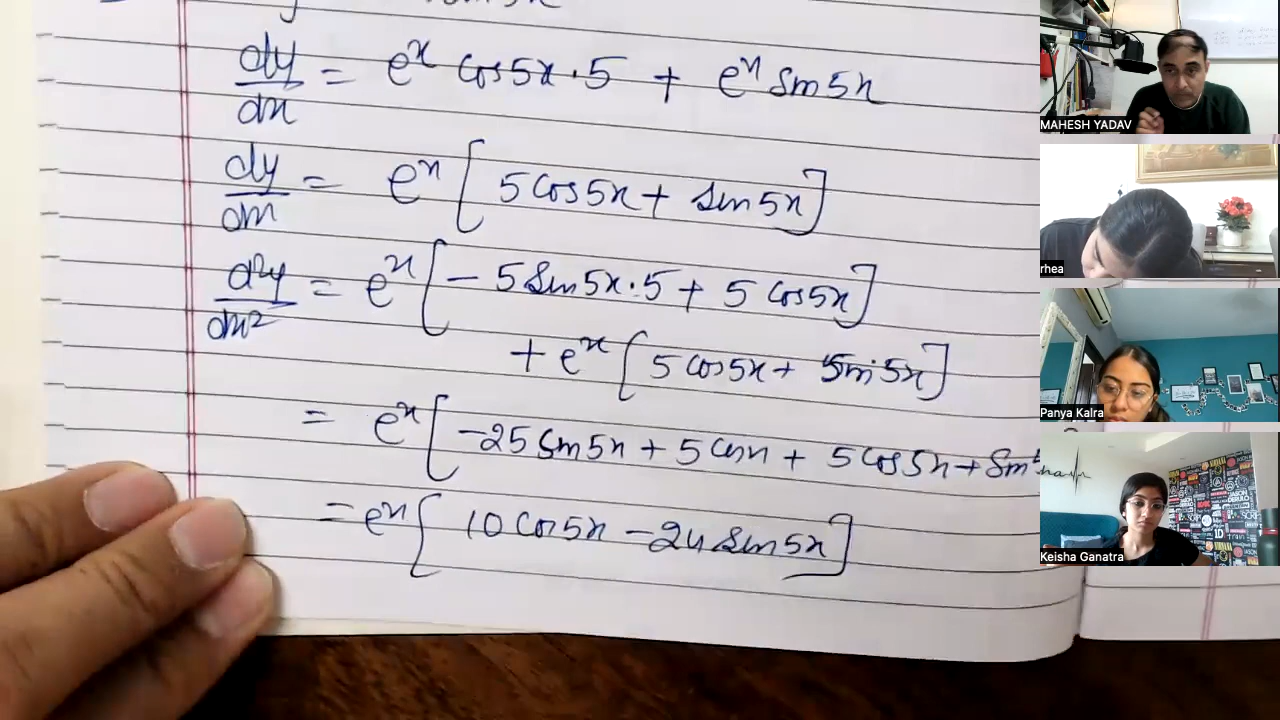 dy/dx = e^x cos5x·5 + e^x sin5x
dy/dx = e^x [ 5cos5x + sin5x ]
d²y/dx² = e^x [ - 5 sin5x·5 + 5 cos5x ]
+ e^x [ 5 cos5x + sin5x ]
= e^x [ -25 sin5x + 5 cosx + 5 cos5x + sin5
= e^x [ 10 cos5x - 24 sin5x ]
MAHESH YADAV
rhea
Panya Kalra
Keisha Ganatra